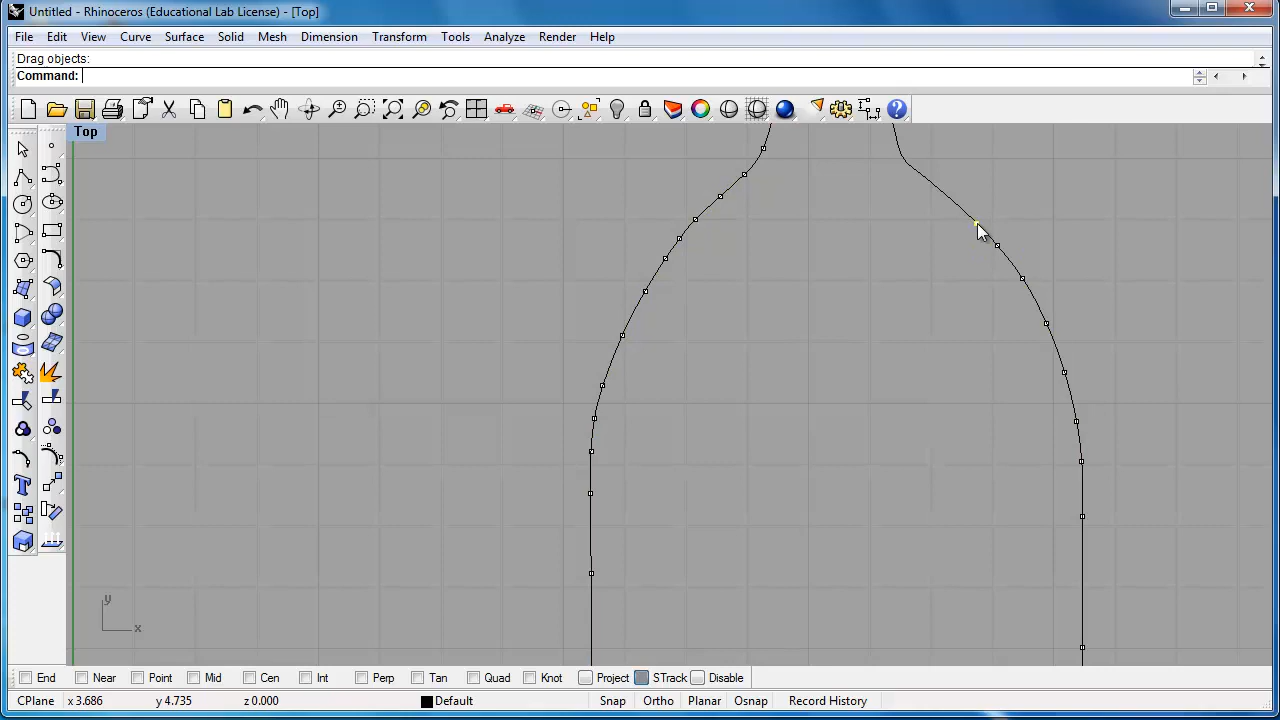 Untitled - Rhinoceros (Educational Lab License) - [Top]
File Edit View Curve Surface Solid Mesh Dimension Transform Tools Analyze Render Help
Drag objects:
Command:
Top
y
x
End Near Point Mid Cen Int Perp Tan Quad Knot Project STrack Disable
CPlane x 3.686 y 4.735 z 0.000 Default Snap Ortho Planar Osnap Record History